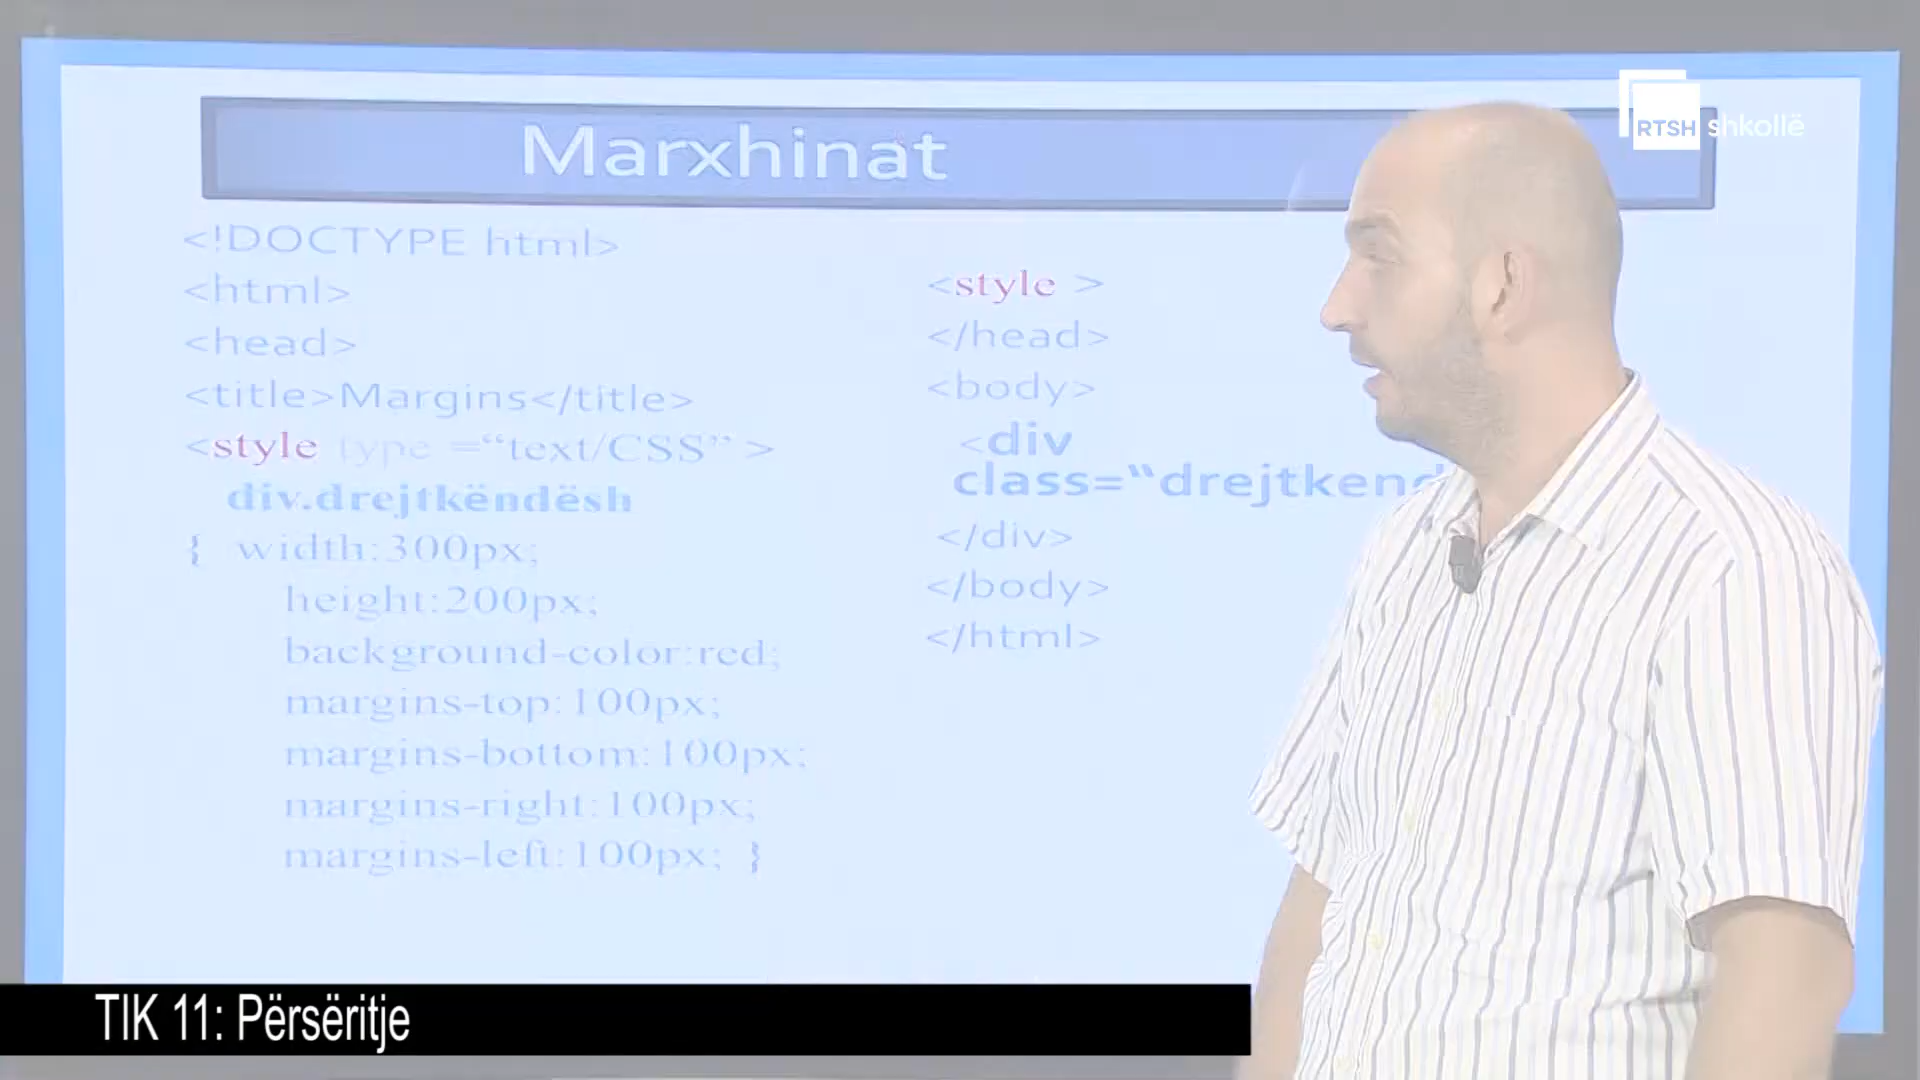 Marxhinat
RTSH shkollë
<!DOCTYPE html>
<html>
<head>
<title>Margins</title>
<style type =“text/CSS” >
div.drejtkëndësh
{ width:300px;
height:200px;
background-color:red;
margins-top:100px;
margins-bottom:100px;
margins-right:100px;
margins-left:100px; }
<style >
</head>
<body>
<div
class=“drejtkend
</div>
</body>
</html>
TIK 11: Përsëritje